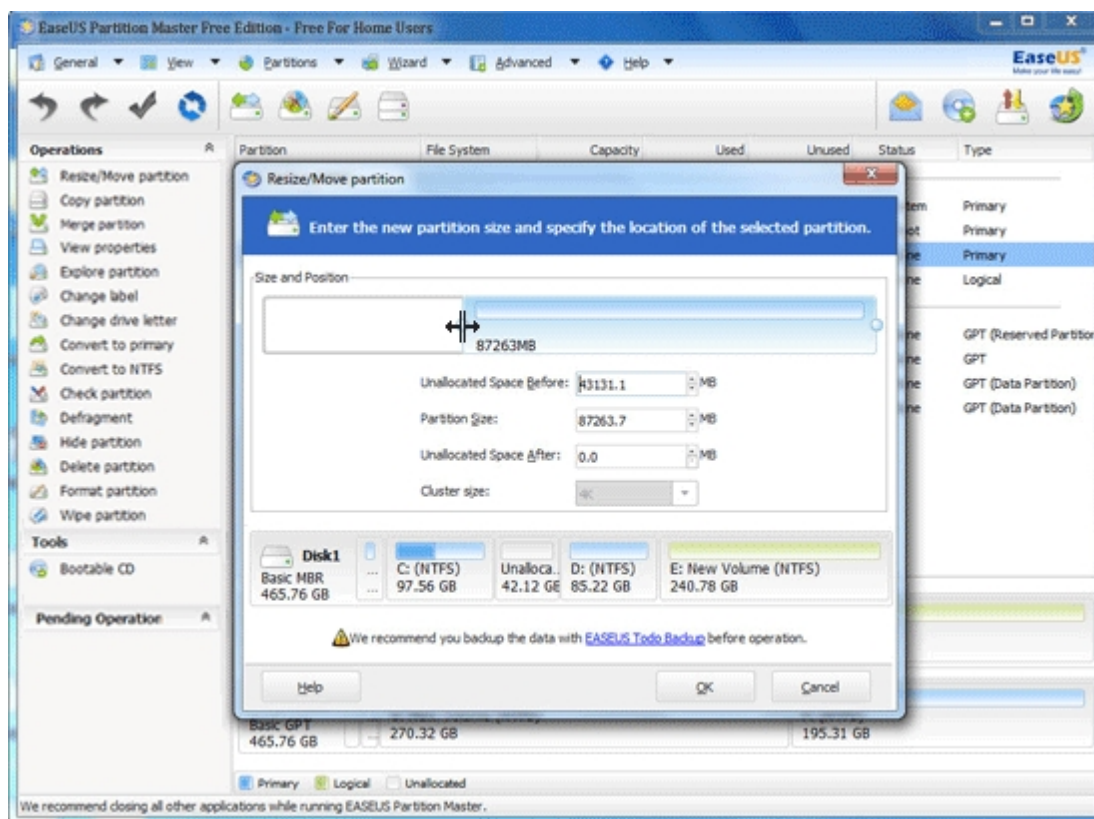 EaseUS Partition Master Free Edition - Free For Home Users
General View Partitions Wizard Advanced Help
EaseUS
Make your life easy!
Operations
Partition File System Capacity Used Unused Status Type
Resize/Move partition
Copy partition
Merge partition
View properties
Explore partition
Change label
Change drive letter
Convert to primary
Convert to NTFS
Check partition
Defragment
Hide partition
Delete partition
Format partition
Wipe partition
Tools
Bootable CD
Pending Operation
Resize/Move partition
Enter the new partition size and specify the location of the selected partition.
Size and Position
87263MB
Unallocated Space Before: 43131.1 MB
Partition Size: 87263.7 MB
Unallocated Space After: 0.0 MB
Cluster size: 4K
Disk1
Basic MBR
465.76 GB
... C: (NTFS) Unalloca.. D: (NTFS) E: New Volume (NTFS)
... 97.56 GB 42.12 GE 85.22 GB 240.78 GB
We recommend you backup the data with EASEUS Todo Backup before operation.
Help OK Cancel
Primary
Primary
Primary
Logical
GPT (Reserved Partition
GPT
GPT (Data Partition)
GPT (Data Partition)
Basic GPT
465.76 GB 270.32 GB 195.31 GB
Primary Logical Unallocated
We recommend closing all other applications while running EASEUS Partition Master.